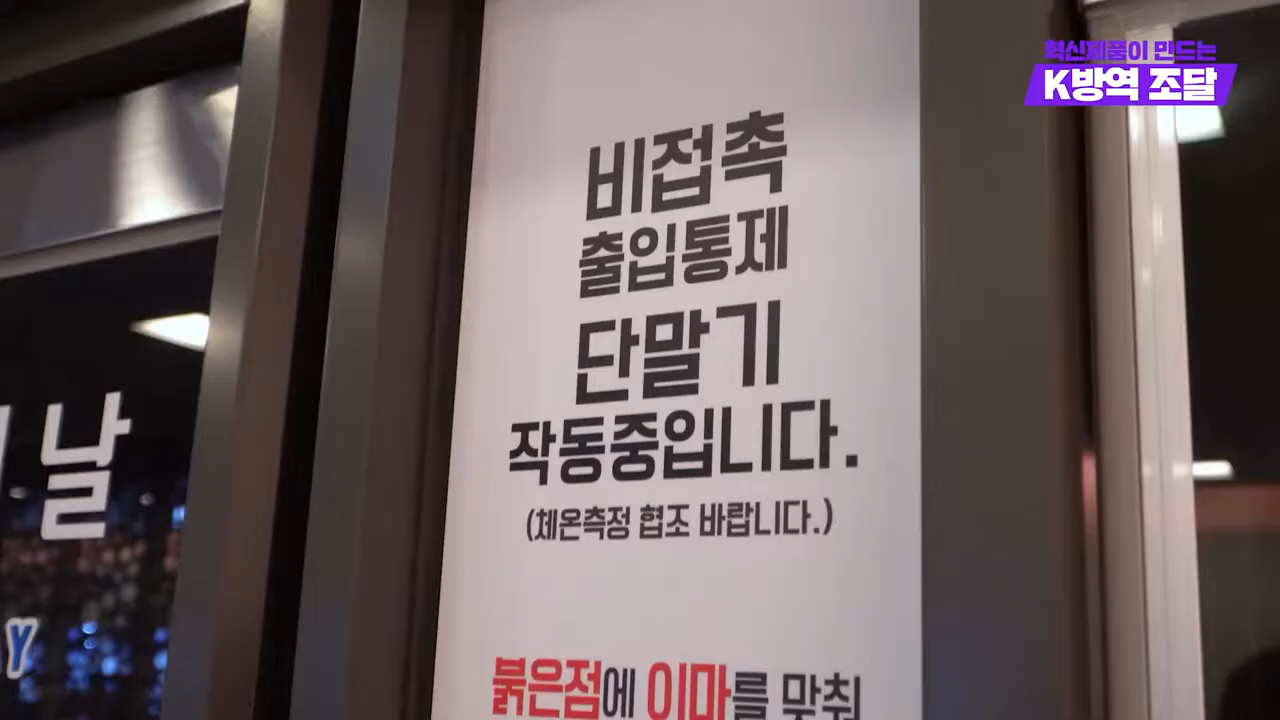 혁신제품이 만드는
K방역 조달
비접촉
출입통제
단말기
작동중입니다.
(체온측정 협조 바랍니다.)
붉은점에 이마를 맞춰
날
Y